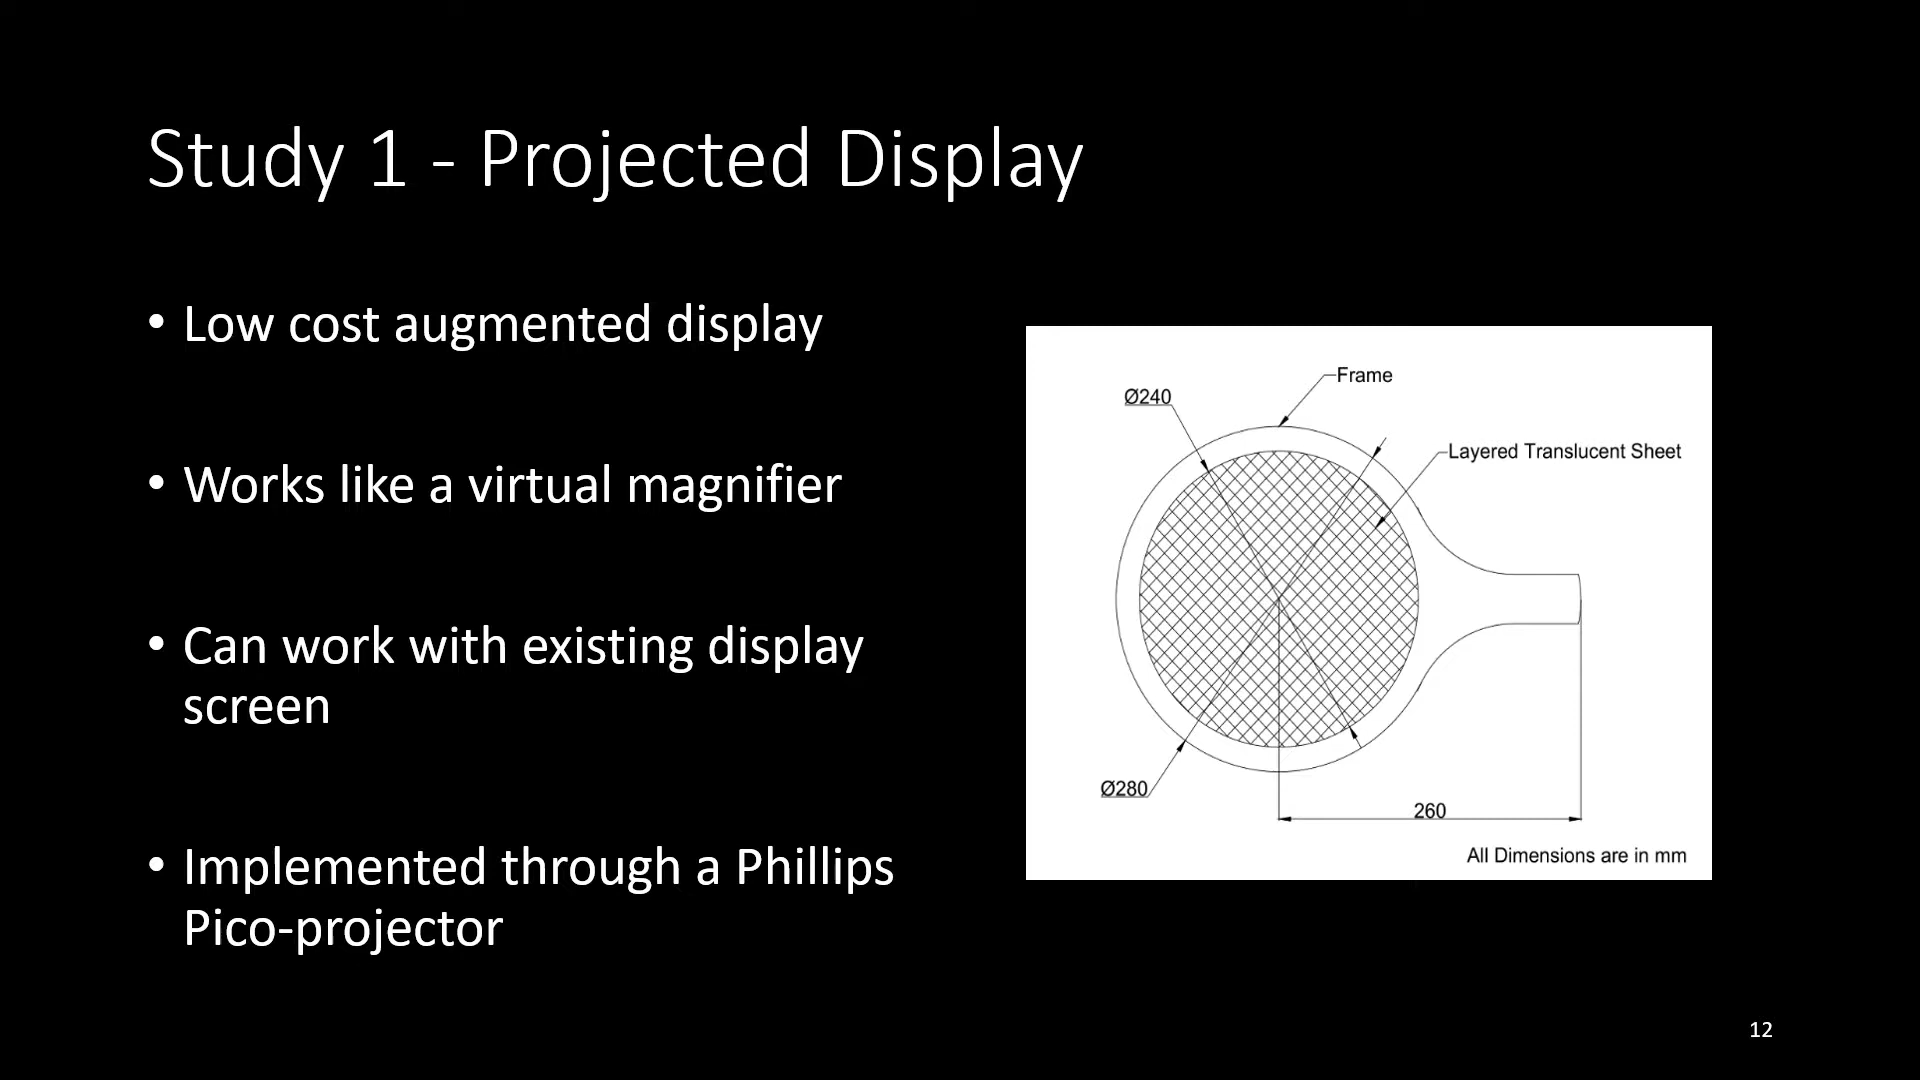 Study 1 - Projected Display
• Low cost augmented display
• Works like a virtual magnifier
• Can work with existing display
screen
• Implemented through a Phillips
Pico-projector
Frame
Ø240
Layered Translucent Sheet
Ø280
260
All Dimensions are in mm
12